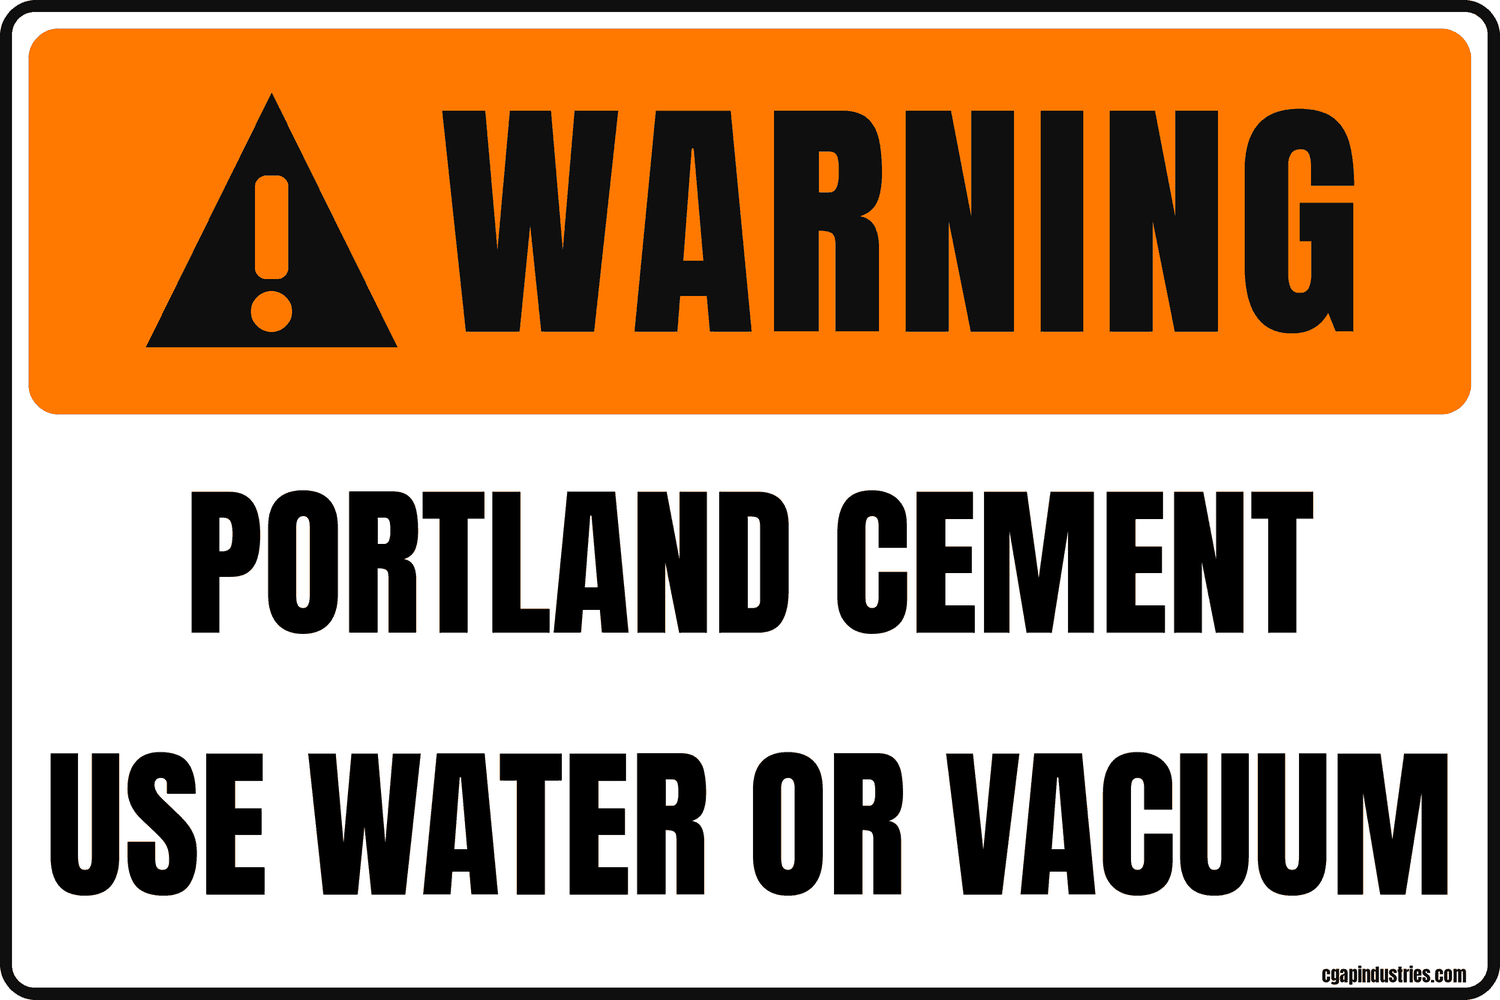 WARNING
PORTLAND CEMENT
USE WATER OR VACUUM
cgapindustries.com